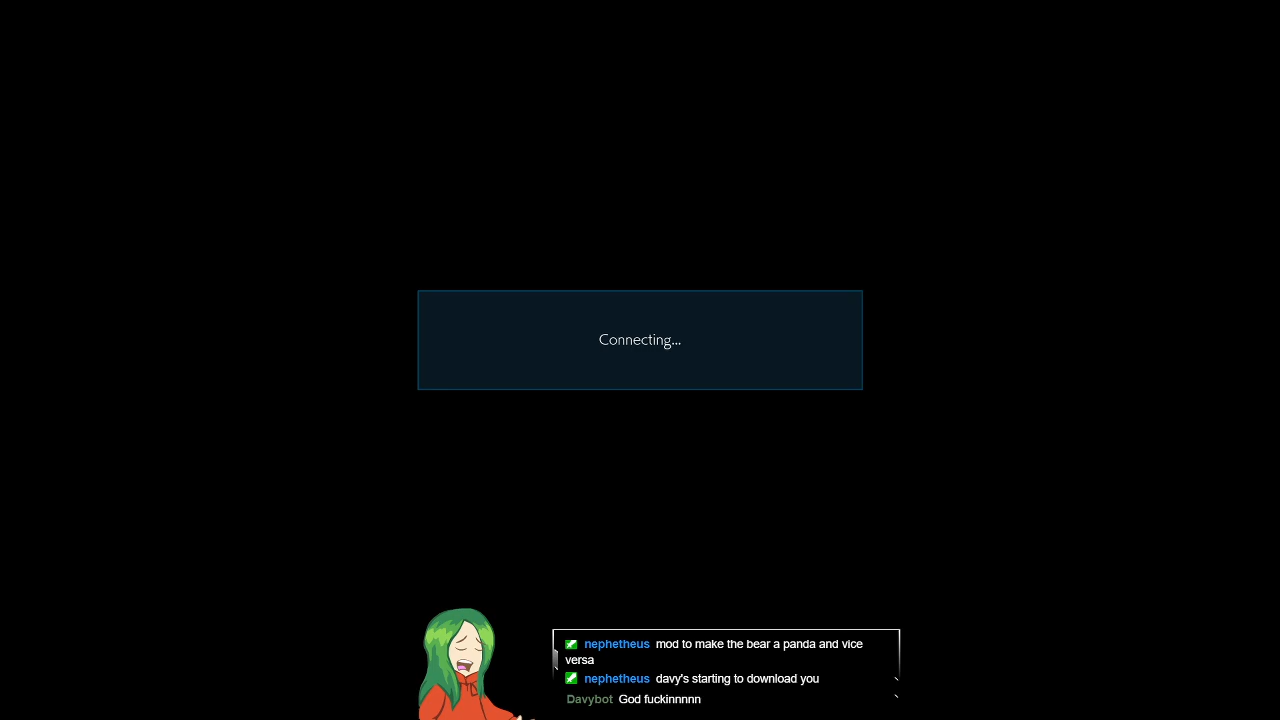 Connecting...
nephetheus mod to make the bear a panda and vice
versa
nephetheus davy's starting to download you
Davybot God fuckinnnnn